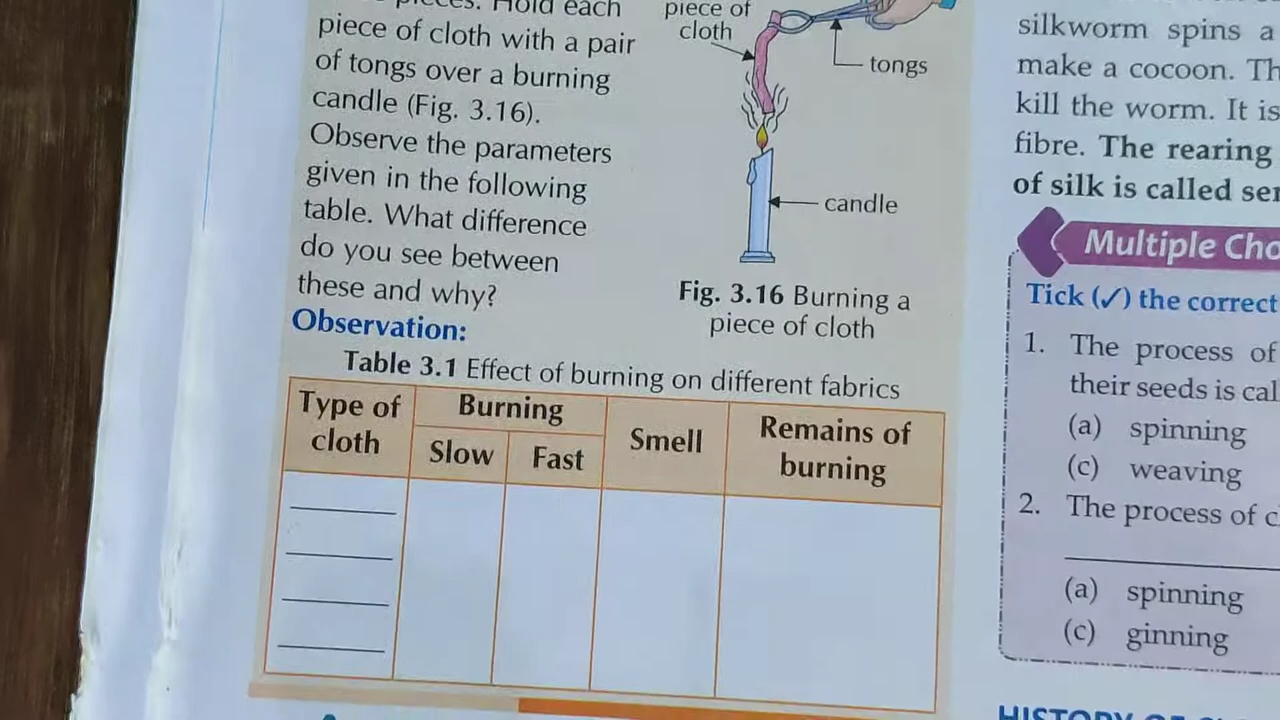 Hold each
piece of cloth with a pair
of tongs over a burning
candle (Fig. 3.16).
Observe the parameters
given in the following
table. What difference
do you see between
these and why?
piece of
cloth
tongs
candle
Fig. 3.16 Burning a
piece of cloth
Observation:
Table 3.1 Effect of burning on different fabrics
Type of
cloth
Burning
Slow
Fast
Smell
Remains of
burning
silkworm spins a
make a cocoon. Th
kill the worm. It is
fibre. The rearing
of silk is called ser
Multiple Cho
Tick (✓) the correct
1. The process of
their seeds is cal
(a) spinning
(c) weaving
2. The process of c
(a) spinning
(c) ginning